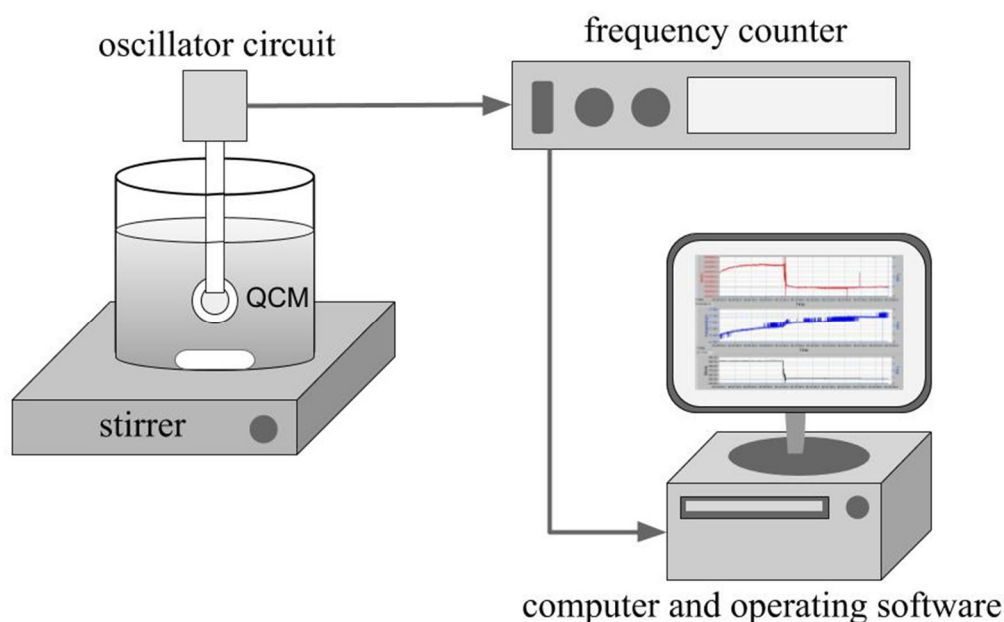 oscillator circuit
frequency counter
QCM
stirrer
computer and operating software